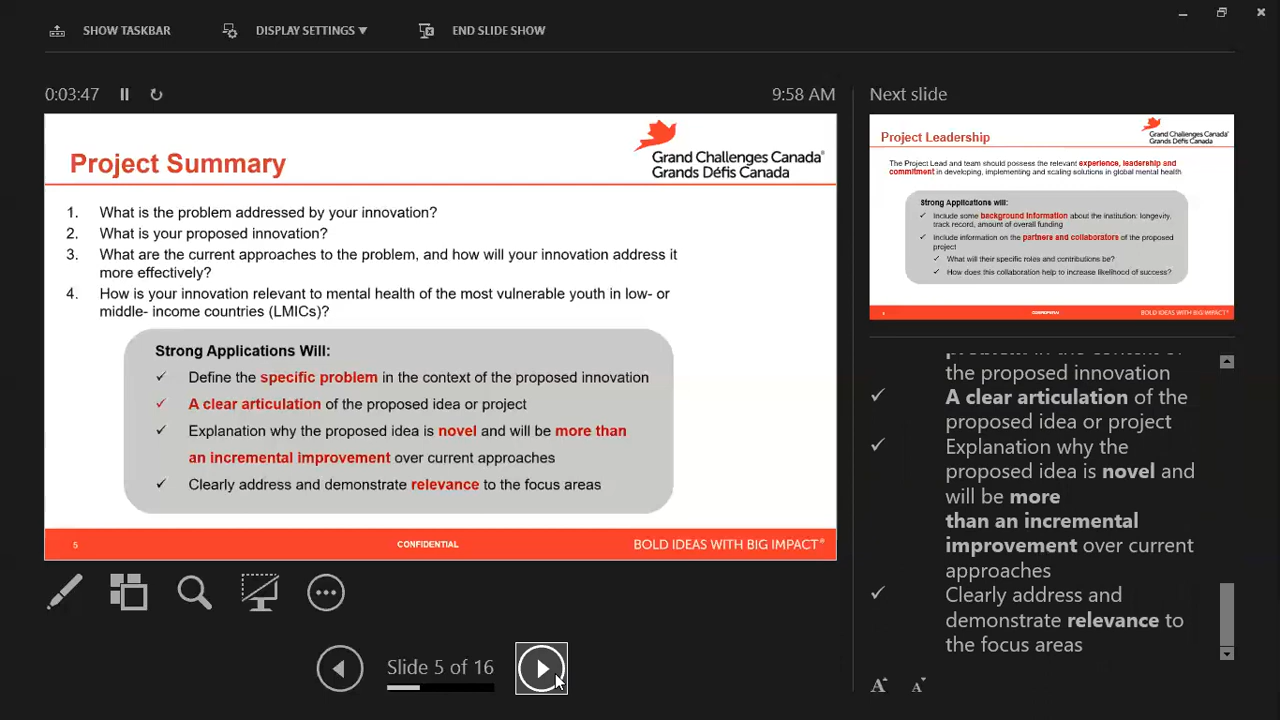 SHOW TASKBAR
DISPLAY SETTINGS ▼
END SLIDE SHOW
0:03:47
9:58 AM
Project Summary
Grand Challenges Canada®
Grands Défis Canada
1. What is the problem addressed by your innovation?
2. What is your proposed innovation?
3. What are the current approaches to the problem, and how will your innovation address it
more effectively?
4. How is your innovation relevant to mental health of the most vulnerable youth in low- or
middle- income countries (LMICs)?
Strong Applications Will:
✓ Define the specific problem in the context of the proposed innovation
✓ A clear articulation of the proposed idea or project
✓ Explanation why the proposed idea is novel and will be more than
an incremental improvement over current approaches
✓ Clearly address and demonstrate relevance to the focus areas
5
CONFIDENTIAL
BOLD IDEAS WITH BIG IMPACT®
Slide 5 of 16
Next slide
Project Leadership
Grand Challenges Canada®
Grands Défis Canada
The Project Lead and team should possess the relevant experience, leadership and
commitment in developing, implementing and scaling solutions in global mental health
Strong Applications will:
✓ Include some background information about the institution: longevity,
track record, amount of overall funding
✓ Include information on the partners and collaborators of the proposed
project
✓ What will their specific roles and contributions be?
✓ How does this collaboration help to increase likelihood of success?
CONFIDENTIAL
BOLD IDEAS WITH BIG IMPACT®
problem in the context of
the proposed innovation
✓ A clear articulation of the
proposed idea or project
✓ Explanation why the
proposed idea is novel and
will be more
than an incremental
improvement over current
approaches
✓ Clearly address and
demonstrate relevance to
the focus areas
A A